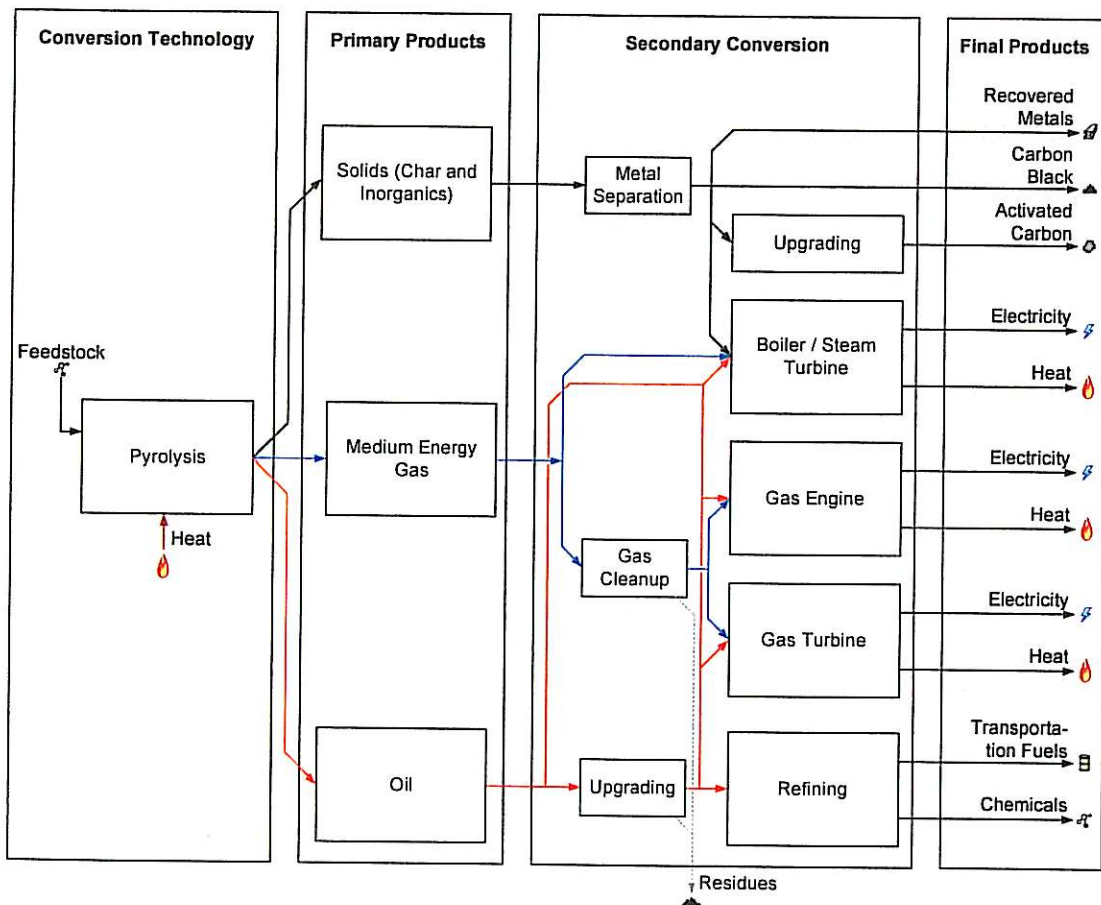 Conversion Technology
Primary Products
Secondary Conversion
Final Products
Feedstock
Pyrolysis
Heat
Solids (Char and
Inorganics)
Medium Energy
Gas
Oil
Metal
Separation
Gas
Cleanup
Upgrading
Upgrading
Boiler / Steam
Turbine
Gas Engine
Gas Turbine
Refining
Recovered
Metals
Carbon
Black
Activated
Carbon
Electricity
Heat
Electricity
Heat
Electricity
Heat
Transporta-
tion Fuels
Chemicals
Residues